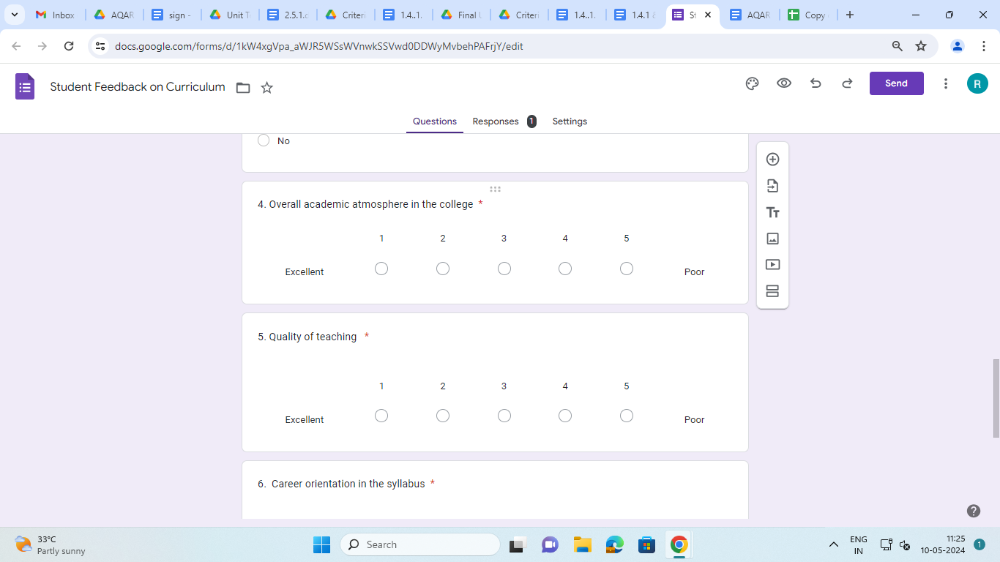 Inbox
AQAR
sign -
Unit T
2.5.1.c
Criteri
1.4..1.
Final U
Criteri
1.4..1.
1.4.1 &
St
AQAR
Copy
docs.google.com/forms/d/1kW4xgVpa_aWJR5WSsWVnwkSSVwd0DDWyMvbehPAFrjY/edit
Student Feedback on Curriculum
Send
R
Questions Responses 1 Settings
No
4. Overall academic atmosphere in the college *
1 2 3 4 5
Excellent Poor
5. Quality of teaching *
1 2 3 4 5
Excellent Poor
6. Career orientation in the syllabus *
33°C
Partly sunny
Search
ENG
IN
11:25
10-05-2024
1